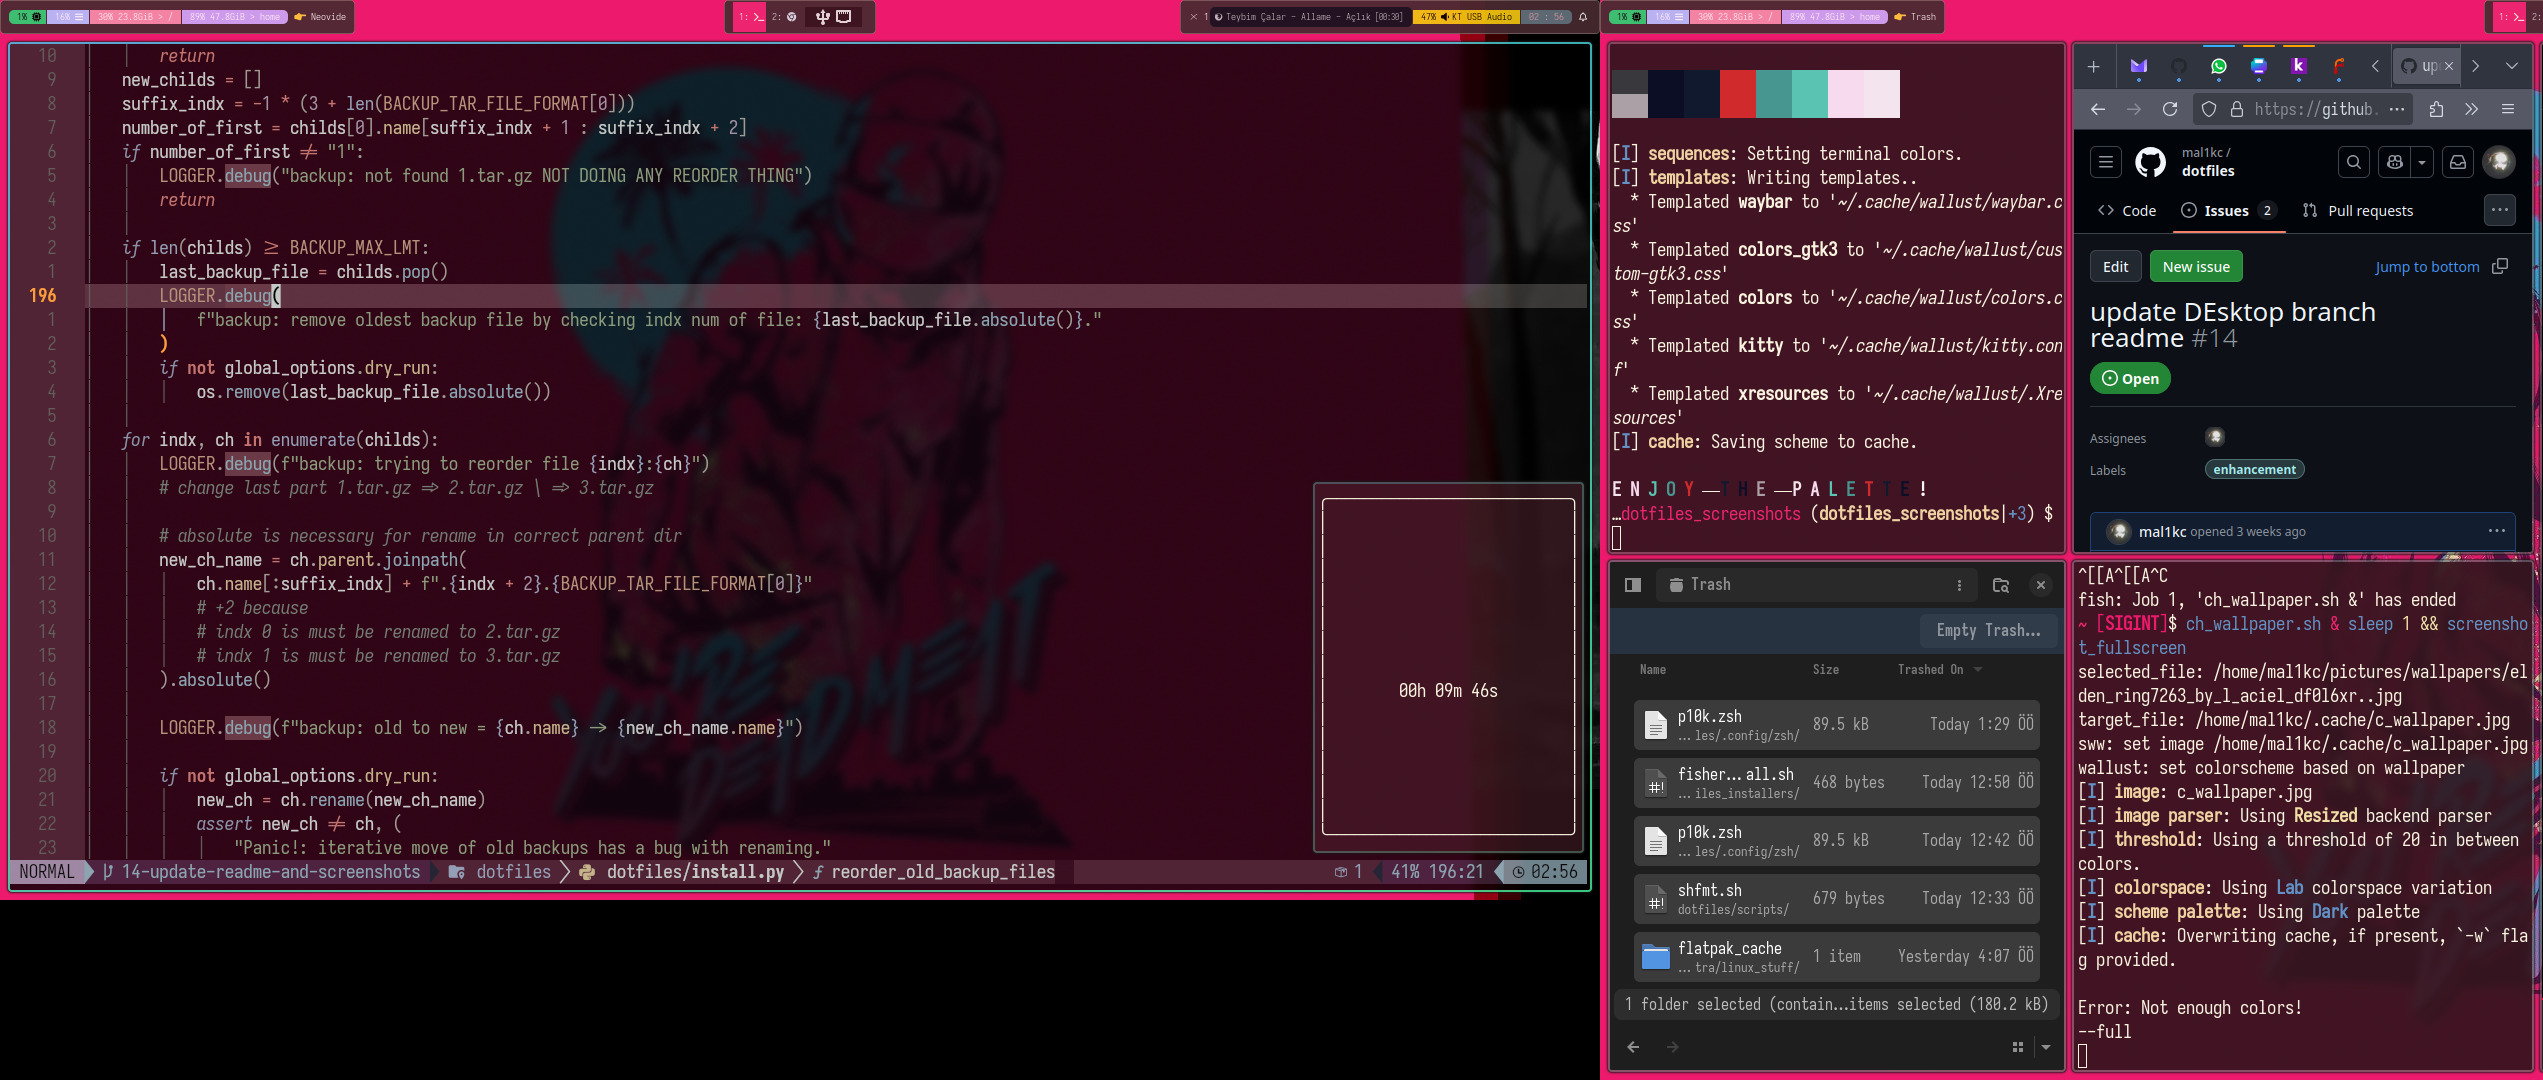 1%
16%
30% 23.8GiB > /
89% 47.8GiB > home
Neovide
1:
2:
× 1
Teybim Çalar - Allame - Açlık [00:30]
47% KT USB Audio
02 : 56
1%
16%
30% 23.8GiB > /
89% 47.8GiB > home
Trash
1:
2:
10 return
9 new_childs = []
8 suffix_indx = -1 * (3 + len(BACKUP_TAR_FILE_FORMAT[0]))
7 number_of_first = childs[0].name[suffix_indx + 1 : suffix_indx + 2]
6 if number_of_first ≠ "1":
5 LOGGER.debug("backup: not found 1.tar.gz NOT DOING ANY REORDER THING")
4 return
3
2 if len(childs) ≥ BACKUP_MAX_LMT:
1 last_backup_file = childs.pop()
196 LOGGER.debug(
1 f"backup: remove oldest backup file by checking indx num of file: {last_backup_file.absolute()}."
2 )
3 if not global_options.dry_run:
4 os.remove(last_backup_file.absolute())
5
6 for indx, ch in enumerate(childs):
7 LOGGER.debug(f"backup: trying to reorder file {indx}:{ch}")
8 # change last part 1.tar.gz ⇒ 2.tar.gz \ ⇒ 3.tar.gz
9
10 # absolute is necessary for rename in correct parent dir
11 new_ch_name = ch.parent.joinpath(
12 ch.name[:suffix_indx] + f".{indx + 2}.{BACKUP_TAR_FILE_FORMAT[0]}"
13 # +2 because
14 # indx 0 is must be renamed to 2.tar.gz
15 # indx 1 is must be renamed to 3.tar.gz
16 ).absolute()
17
18 LOGGER.debug(f"backup: old to new = {ch.name} → {new_ch_name.name}")
19
20 if not global_options.dry_run:
21 new_ch = ch.rename(new_ch_name)
22 assert new_ch ≠ ch, (
23 "Panic!: iterative move of old backups has a bug with renaming."
NORMAL 14-update-readme-and-screenshots dotfiles dotfiles/install.py reorder_old_backup_files 1 41% 196:21 02:56
00h 09m 46s
[I] sequences: Setting terminal colors.
[I] templates: Writing templates..
* Templated waybar to '~/.cache/wallust/waybar.c
ss'
* Templated colors_gtk3 to '~/.cache/wallust/cus
tom-gtk3.css'
* Templated colors to '~/.cache/wallust/colors.c
ss'
* Templated kitty to '~/.cache/wallust/kitty.con
f'
* Templated xresources to '~/.cache/wallust/.Xre
sources'
[I] cache: Saving scheme to cache.
E N J O Y — T H E — P A L E T T E !
…dotfiles_screenshots (dotfiles_screenshots|+3) $
up
https://github.
mal1kc /
dotfiles
Code
Issues 2
Pull requests
Edit
New issue
Jump to bottom
update DEsktop branch
readme #14
Open
Assignees
Labels
enhancement
mal1kc opened 3 weeks ago
Trash
Empty Trash...
Name Size Trashed On
p10k.zsh 89.5 kB Today 1:29 ÖÖ
... les/.config/zsh/
fisher...all.sh 468 bytes Today 12:50 ÖÖ
... iles_installers/
p10k.zsh 89.5 kB Today 12:42 ÖÖ
... les/.config/zsh/
shfmt.sh 679 bytes Today 12:33 ÖÖ
dotfiles/scripts/
flatpak_cache 1 item Yesterday 4:07 ÖÖ
... tra/linux_stuff/
1 folder selected (contain...items selected (180.2 kB)
^[[A^[[A^C
fish: Job 1, 'ch_wallpaper.sh &' has ended
~ [SIGINT]$ ch_wallpaper.sh & sleep 1 && screensho
t_fullscreen
selected_file: /home/mal1kc/pictures/wallpapers/el
den_ring7263_by_l_aciel_df0l6xr..jpg
target_file: /home/mal1kc/.cache/c_wallpaper.jpg
sww: set image /home/mal1kc/.cache/c_wallpaper.jpg
wallust: set colorscheme based on wallpaper
[I] image: c_wallpaper.jpg
[I] image parser: Using Resized backend parser
[I] threshold: Using a threshold of 20 in between
colors.
[I] colorspace: Using Lab colorspace variation
[I] scheme palette: Using Dark palette
[I] cache: Overwriting cache, if present, `-w` fla
g provided.
Error: Not enough colors!
--full